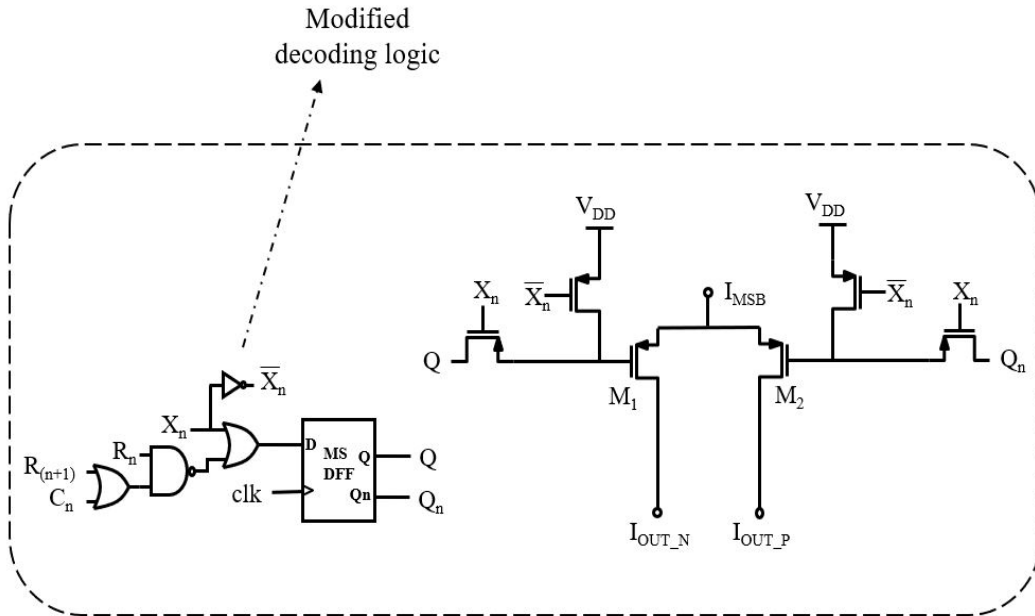 Modified
decoding logic
V_DD
V_DD
X̅_n
I_MSB
X̅_n
X_n
X_n
Q
Q_n
M_1
M_2
X̅_n
X_n
R_n
R_(n+1)
C_n
D
MS
DFF
Q
Qn
clk
Q
Q_n
I_OUT_N
I_OUT_P